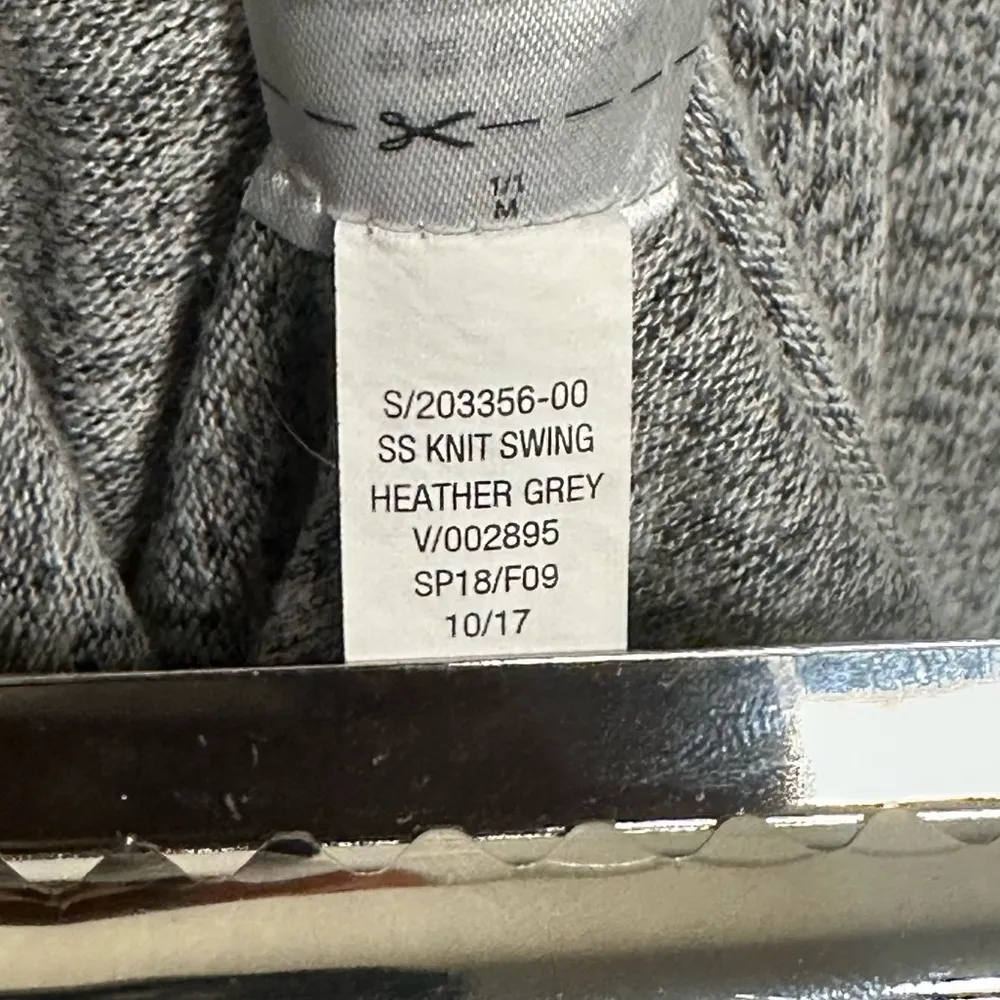 1/1
M
S/203356-00
SS KNIT SWING
HEATHER GREY
V/002895
SP18/F09
10/17